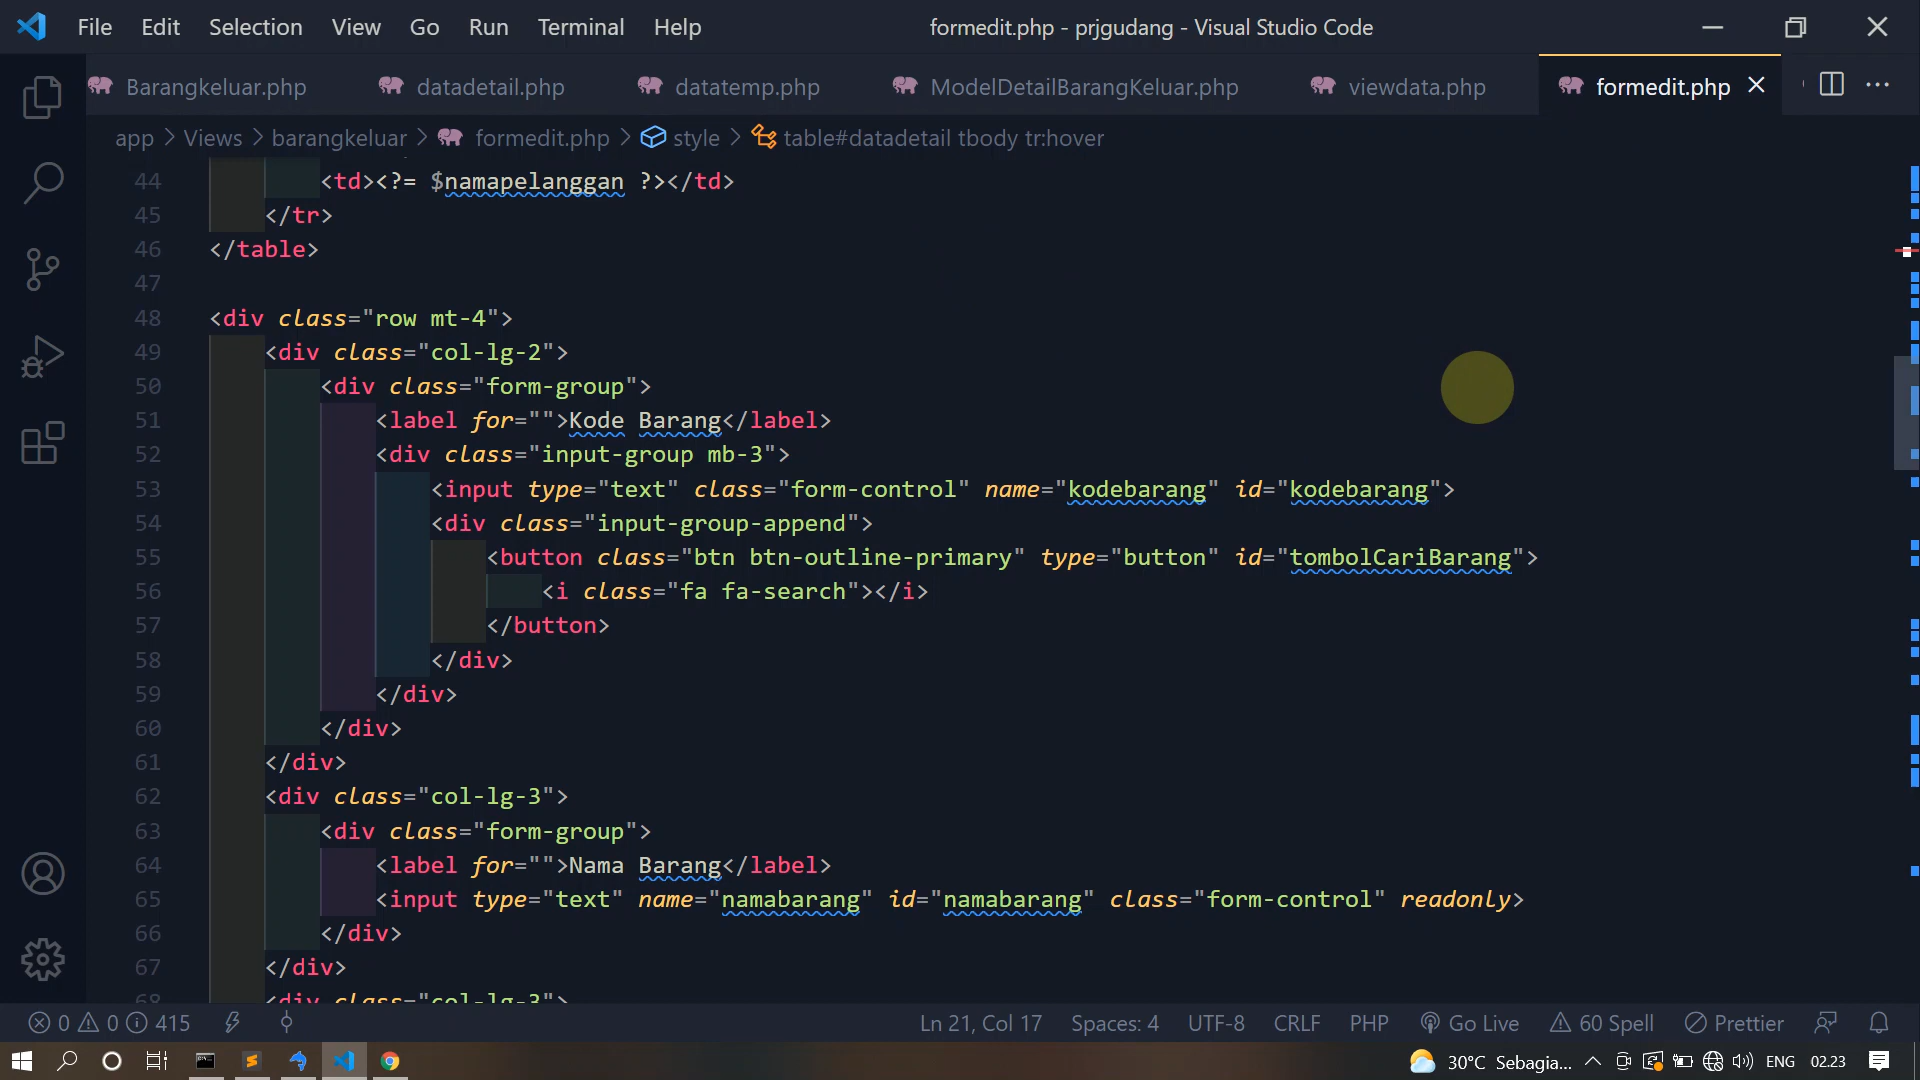 File Edit Selection View Go Run Terminal Help formedit.php - prjgudang - Visual Studio Code
Barangkeluar.php datadetail.php datatemp.php ModelDetailBarangKeluar.php viewdata.php formedit.php
app > Views > barangkeluar > formedit.php > style > table#datadetail tbody tr:hover
44 <td><?= $namapelanggan ?></td>
45 </tr>
46 </table>
47
48 <div class="row mt-4">
49 <div class="col-lg-2">
50 <div class="form-group">
51 <label for="">Kode Barang</label>
52 <div class="input-group mb-3">
53 <input type="text" class="form-control" name="kodebarang" id="kodebarang">
54 <div class="input-group-append">
55 <button class="btn btn-outline-primary" type="button" id="tombolCariBarang">
56 <i class="fa fa-search"></i>
57 </button>
58 </div>
59 </div>
60 </div>
61 </div>
62 <div class="col-lg-3">
63 <div class="form-group">
64 <label for="">Nama Barang</label>
65 <input type="text" name="namabarang" id="namabarang" class="form-control" readonly>
66 </div>
67 </div>
68 <div class="col-lg-3">
0 0 415 Ln 21, Col 17 Spaces: 4 UTF-8 CRLF PHP Go Live 60 Spell Prettier
30°C Sebagia... ENG 02.23